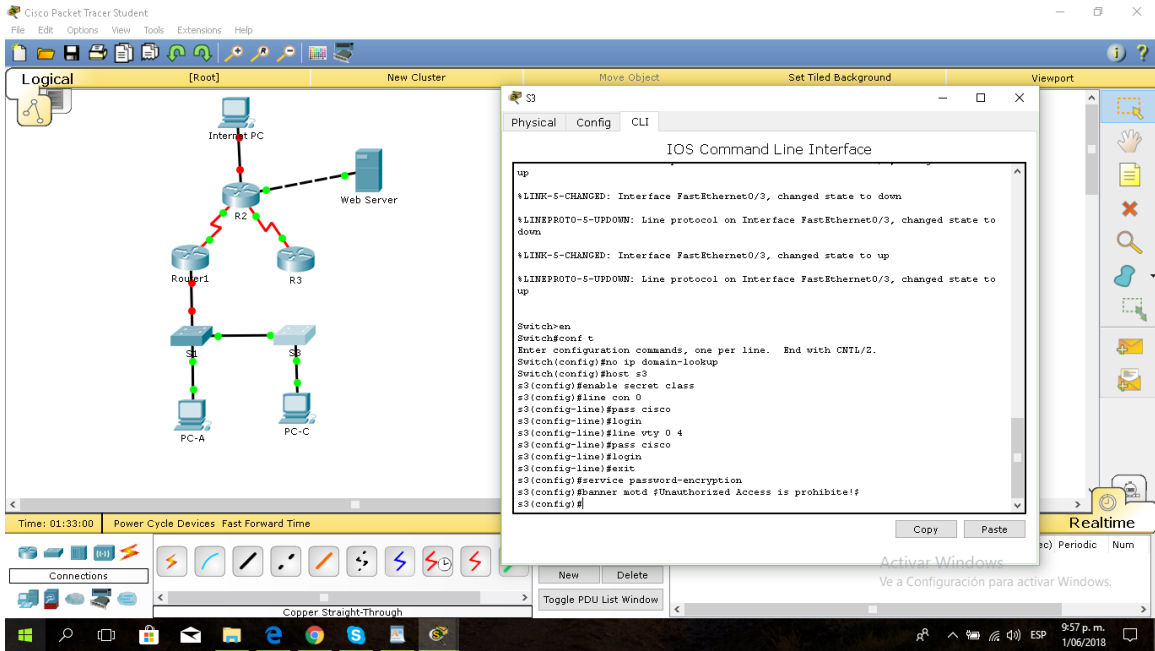 Cisco Packet Tracer Student
File Edit Options View Tools Extensions Help
Logical [Root] New Cluster Move Object Set Tiled Background Viewport
Internet PC
Web Server
R2
Router1
R3
S1
S3
PC-A
PC-C
S3
Physical Config CLI
IOS Command Line Interface
up
%LINK-5-CHANGED: Interface FastEthernet0/3, changed state to down
%LINEPROTO-5-UPDOWN: Line protocol on Interface FastEthernet0/3, changed state to
down
%LINK-5-CHANGED: Interface FastEthernet0/3, changed state to up
%LINEPROTO-5-UPDOWN: Line protocol on Interface FastEthernet0/3, changed state to
up
Switch>en
Switch#conf t
Enter configuration commands, one per line. End with CNTL/Z.
Switch(config)#no ip domain-lookup
Switch(config)#host s3
s3(config)#enable secret class
s3(config)#line con 0
s3(config-line)#pass cisco
s3(config-line)#login
s3(config-line)#line vty 0 4
s3(config-line)#pass cisco
s3(config-line)#login
s3(config-line)#exit
s3(config)#service password-encryption
s3(config)#banner motd $Unauthorized Access is prohibite!$
s3(config)#
Copy Paste
Time: 01:33:00 Power Cycle Devices Fast Forward Time
Realtime
Connections
Copper Straight-Through
New Delete
Toggle PDU List Window
ec) Periodic Num
Activar Windows
Ve a Configuración para activar Windows.
ESP
9:57 p. m.
1/06/2018